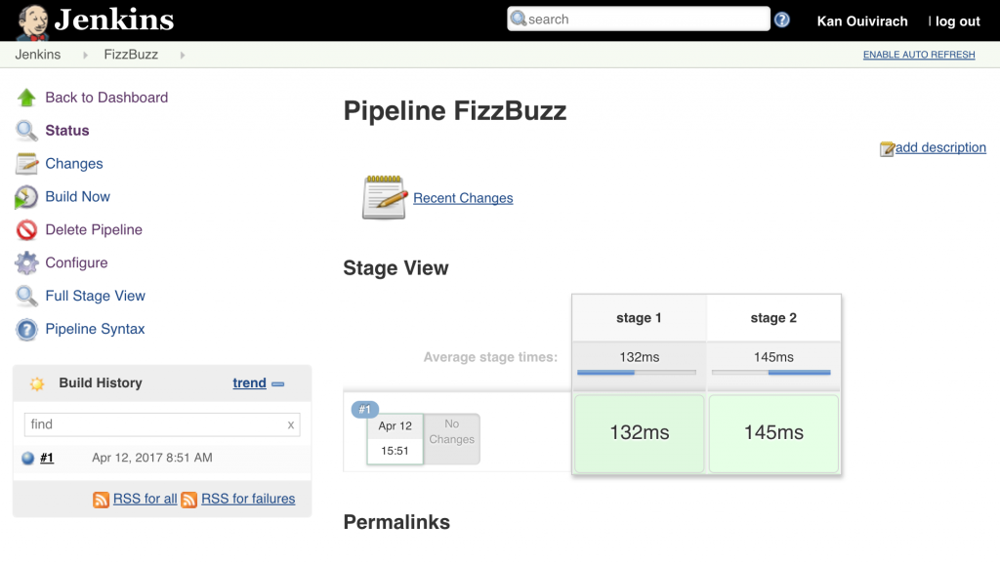 Jenkins
search
Kan Ouivirach
| log out
Jenkins
FizzBuzz
ENABLE AUTO REFRESH
Back to Dashboard
Status
Changes
Build Now
Delete Pipeline
Configure
Full Stage View
Pipeline Syntax
Build History
trend
find
x
#1 Apr 12, 2017 8:51 AM
RSS for all RSS for failures
Pipeline FizzBuzz
add description
Recent Changes
Stage View
stage 1 stage 2
Average stage times: 132ms 145ms
#1
Apr 12
15:51
No
Changes
132ms 145ms
Permalinks